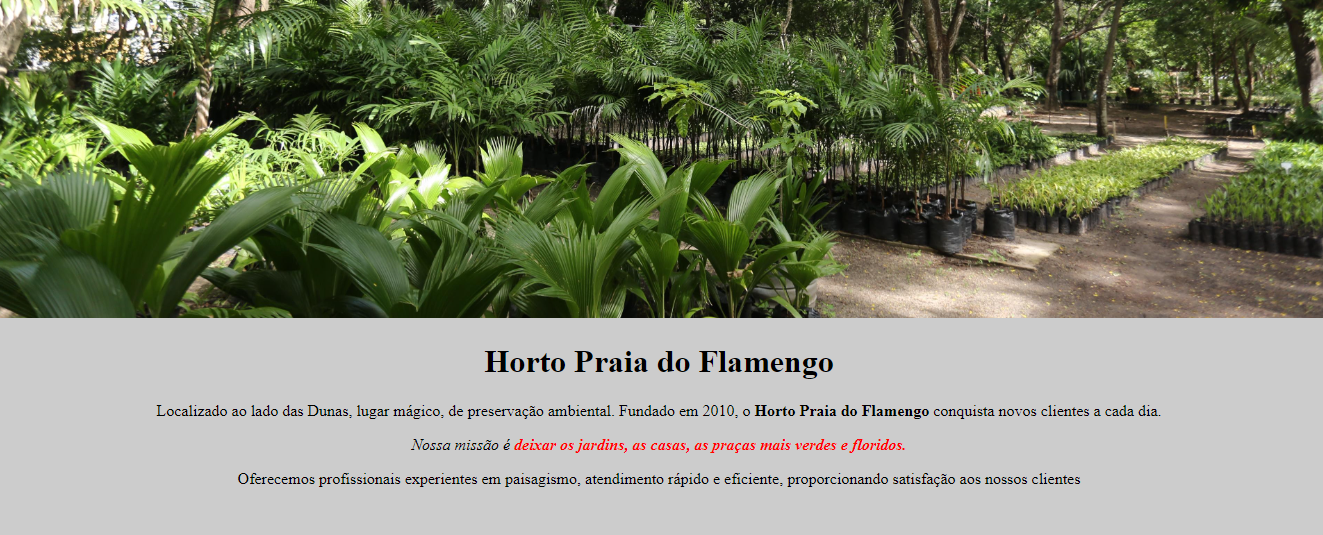 Horto Praia do Flamengo
Localizado ao lado das Dunas, lugar mágico, de preservação ambiental. Fundado em 2010, o Horto Praia do Flamengo conquista novos clientes a cada dia.
Nossa missão é deixar os jardins, as casas, as praças mais verdes e floridos.
Oferecemos profissionais experientes em paisagismo, atendimento rápido e eficiente, proporcionando satisfação aos nossos clientes